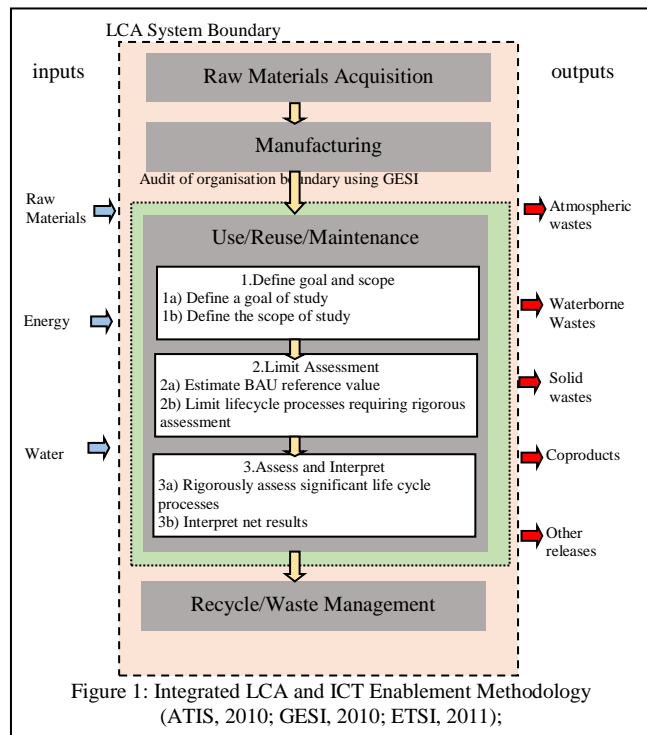 LCA System Boundary
inputs
outputs
Raw Materials Acquisition
Manufacturing
Audit of organisation boundary using GESI
Raw
Materials
Energy
Water
Use/Reuse/Maintenance
1.Define goal and scope
1a) Define a goal of study
1b) Define the scope of study
2.Limit Assessment
2a) Estimate BAU reference value
2b) Limit lifecycle processes requiring rigorous
assessment
3.Assess and Interpret
3a) Rigorously assess significant life cycle
processes
3b) Interpret net results
Recycle/Waste Management
Atmospheric
wastes
Waterborne
Wastes
Solid
wastes
Coproducts
Other
releases
Figure 1: Integrated LCA and ICT Enablement Methodology
(ATIS, 2010; GESI, 2010; ETSI, 2011);